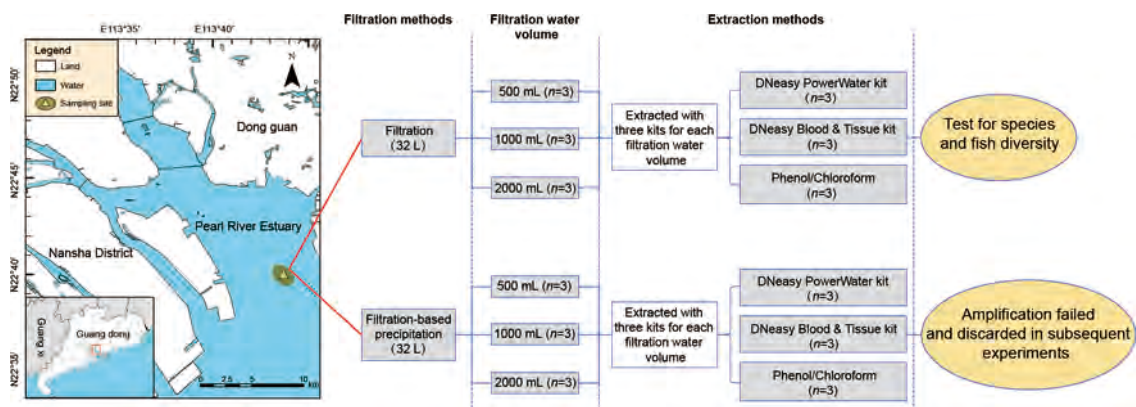 Filtration methods
Filtration water
volume
Extraction methods
E113°35'
E113°40'
N22°50'
N22°45'
N22°40'
N22°35'
Legend
Land
Water
Sampling site
N
Dong guan
Pearl River Estuary
Nansha District
Guang dong
Guang xi
0 2.5 5 10
km
Filtration
(32 L)
500 mL (n=3)
1000 mL (n=3)
2000 mL (n=3)
Extracted with
three kits for each
filtration water
volume
DNeasy PowerWater kit
(n=3)
DNeasy Blood & Tissue kit
(n=3)
Phenol/Chloroform
(n=3)
Test for species
and fish diversity
Filtration-based
precipitation
(32 L)
500 mL (n=3)
1000 mL (n=3)
2000 mL (n=3)
Extracted with
three kits for each
filtration water
volume
DNeasy PowerWater kit
(n=3)
DNeasy Blood & Tissue kit
(n=3)
Phenol/Chloroform
(n=3)
Amplification failed
and discarded in subsequent
experiments